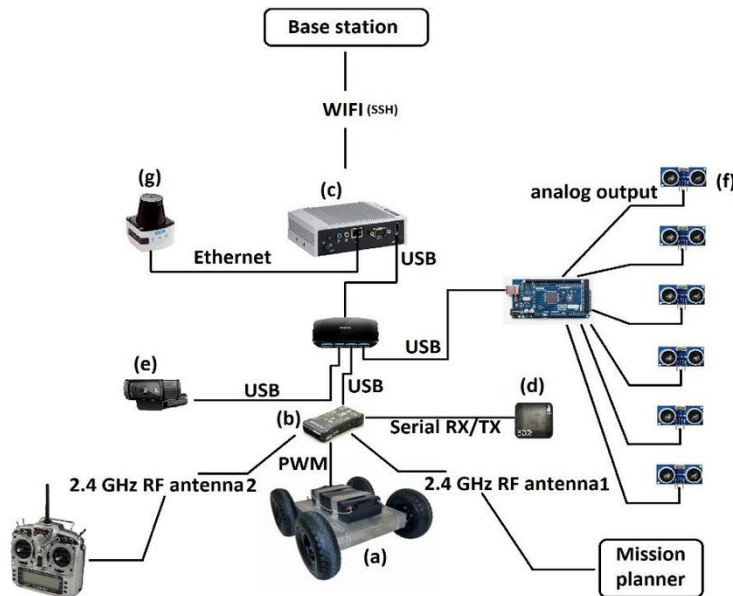 Base station
WIFI (SSH)
(g)
(c)
(f)
analog output
Ethernet
USB
USB
(e)
USB
USB
(d)
(b)
Serial RX/TX
3DR
PWM
2.4 GHz RF antenna2
2.4 GHz RF antenna1
(a)
Mission
planner